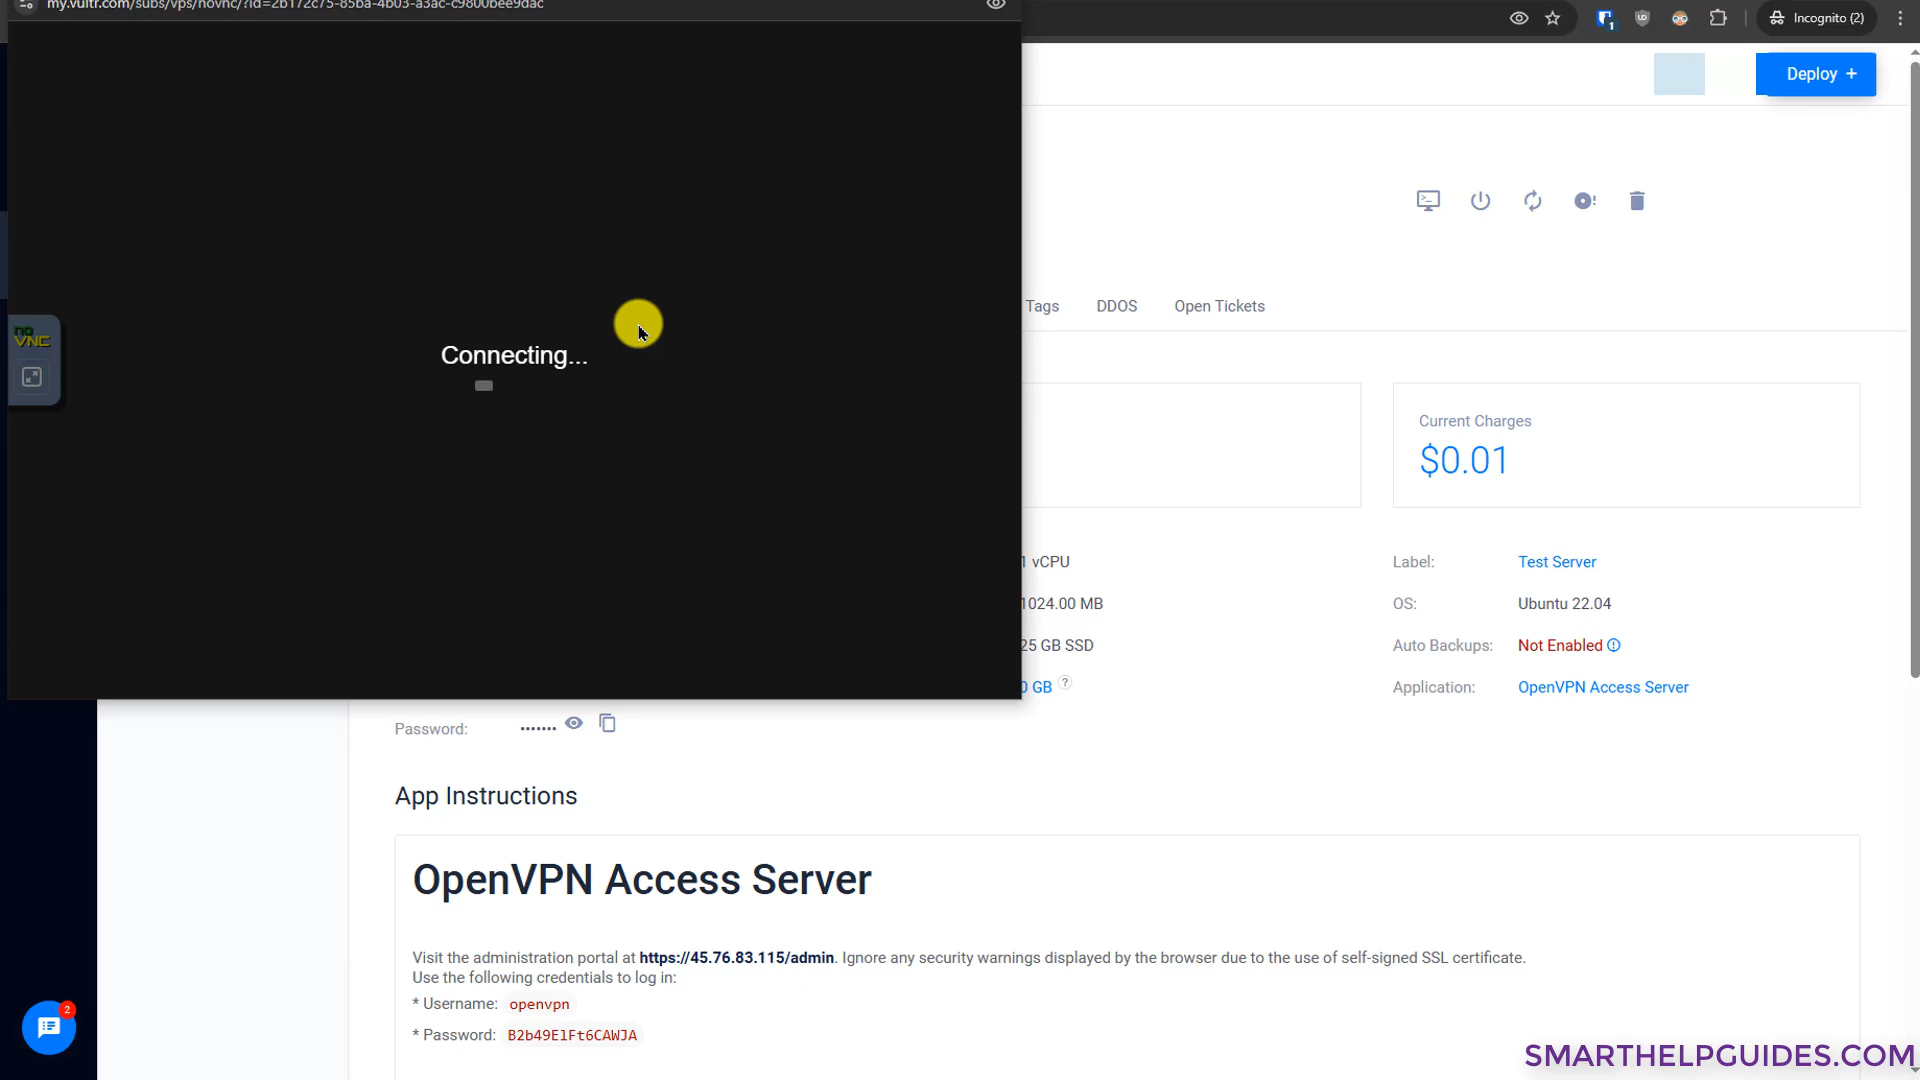 my.vultr.com/subs/vps/novnc/?id=2b172c75-85ba-4b03-a3ac-c9800bee9dac
Incognito (2)
Deploy +
no
VNC
Connecting...
Tags
DDOS
Open Tickets
Current Charges
$0.01
1 vCPU
Label:
Test Server
1024.00 MB
OS:
Ubuntu 22.04
25 GB SSD
Auto Backups:
Not Enabled
0 GB ?
Application:
OpenVPN Access Server
Password:
•••••••
App Instructions
OpenVPN Access Server
Visit the administration portal at https://45.76.83.115/admin. Ignore any security warnings displayed by the browser due to the use of self-signed SSL certificate.
Use the following credentials to log in:
* Username: openvpn
* Password: B2b49ElFt6CAWJA
2
SMARTHELPGUIDES.COM